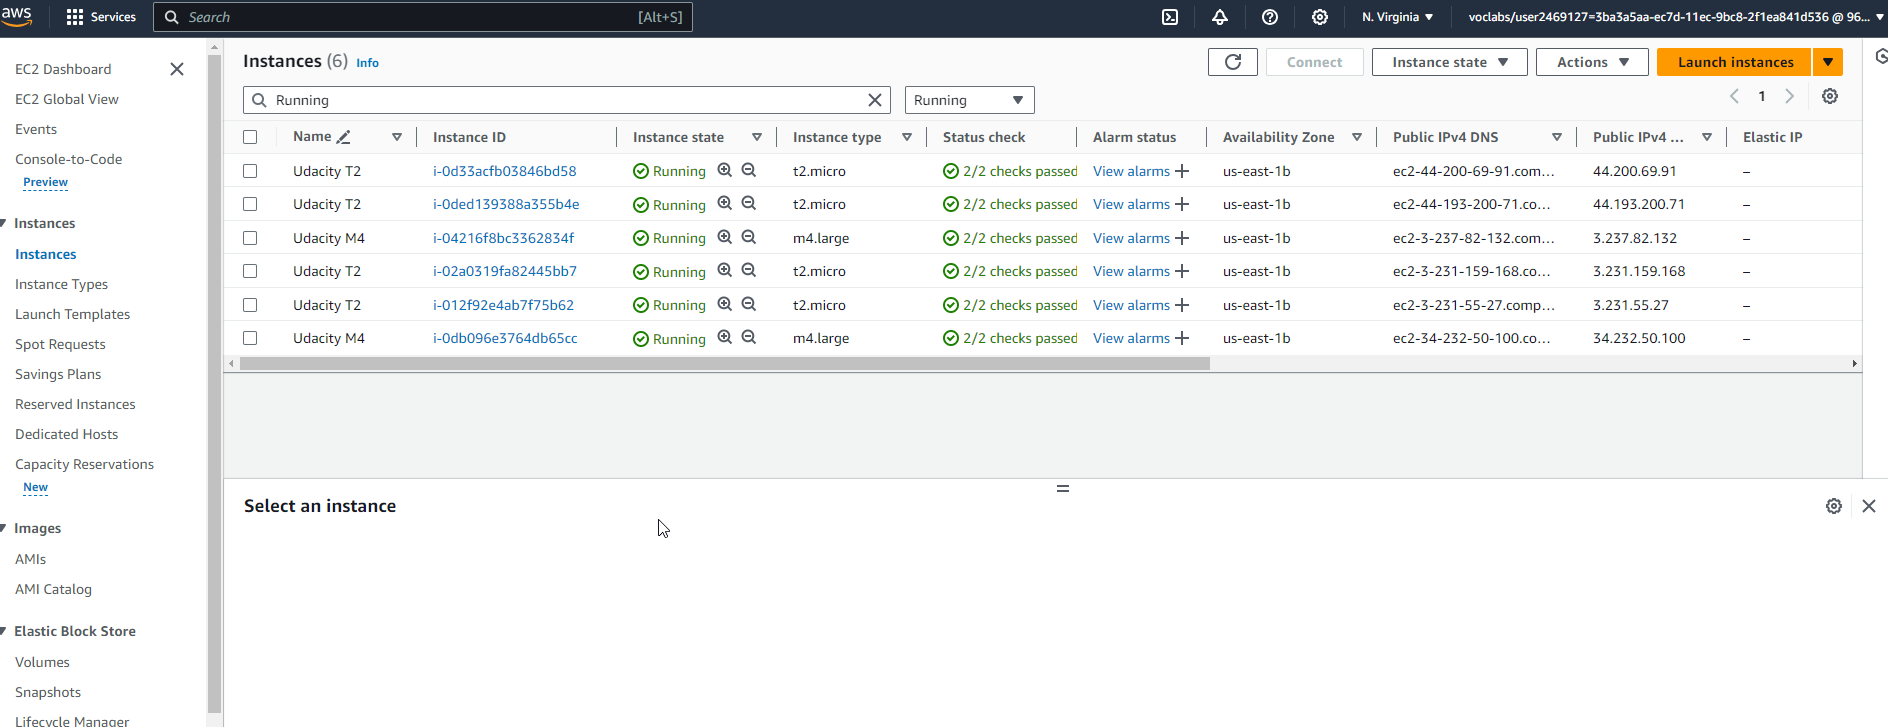 aws Services Search [Alt+S] N. Virginia voclabs/user2469127=3ba3a5aa-ec7d-11ec-9bc8-2f1ea841d536 @ 96...
EC2 Dashboard
EC2 Global View
Events
Console-to-Code
Preview
Instances
Instances
Instance Types
Launch Templates
Spot Requests
Savings Plans
Reserved Instances
Dedicated Hosts
Capacity Reservations
New
Images
AMIs
AMI Catalog
Elastic Block Store
Volumes
Snapshots
Lifecycle Manager
Instances (6) Info Connect Instance state Actions Launch instances
Running Running 1
Name Instance ID Instance state Instance type Status check Alarm status Availability Zone Public IPv4 DNS Public IPv4 ... Elastic IP
Udacity T2 i-0d33acfb03846bd58 Running t2.micro 2/2 checks passed View alarms us-east-1b ec2-44-200-69-91.com... 44.200.69.91 –
Udacity T2 i-0ded139388a355b4e Running t2.micro 2/2 checks passed View alarms us-east-1b ec2-44-193-200-71.co... 44.193.200.71 –
Udacity M4 i-04216f8bc3362834f Running m4.large 2/2 checks passed View alarms us-east-1b ec2-3-237-82-132.com... 3.237.82.132 –
Udacity T2 i-02a0319fa82445bb7 Running t2.micro 2/2 checks passed View alarms us-east-1b ec2-3-231-159-168.co... 3.231.159.168 –
Udacity T2 i-012f92e4ab7f75b62 Running t2.micro 2/2 checks passed View alarms us-east-1b ec2-3-231-55-27.comp... 3.231.55.27 –
Udacity M4 i-0db096e3764db65cc Running m4.large 2/2 checks passed View alarms us-east-1b ec2-34-232-50-100.co... 34.232.50.100 –
Select an instance